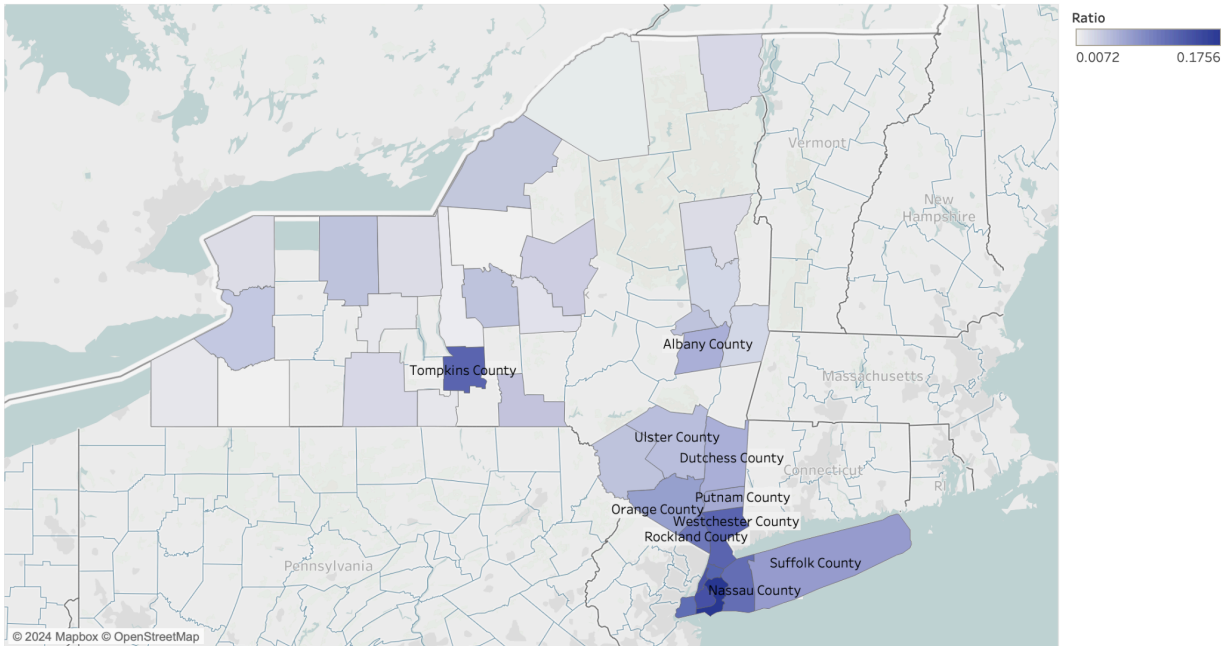 Ratio
0.0072 0.1756
Vermont
New
Hampshire
Albany County
Tompkins County
Massachusetts
Ulster County
Dutchess County
Connecticut
RI
Putnam County
Orange County
Westchester County
Rockland County
Suffolk County
Pennsylvania
Nassau County
© 2024 Mapbox © OpenStreetMap